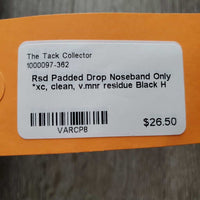 The Tack Collector
1000097-362
Rsd Padded Drop Noseband Only
*xc, clean, v.mnr residue Black H
VARCP8
$26.50